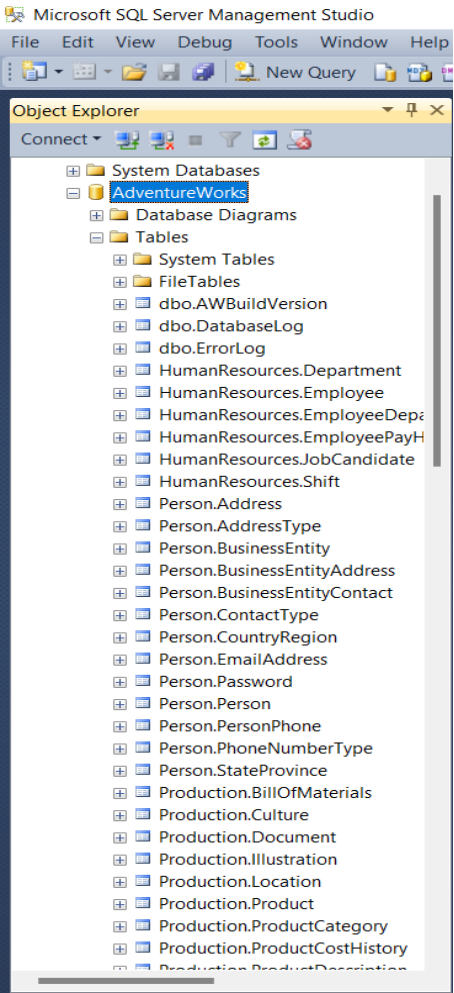 Microsoft SQL Server Management Studio
File Edit View Debug Tools Window Help
New Query
Object Explorer
Connect
System Databases
AdventureWorks
Database Diagrams
Tables
System Tables
FileTables
dbo.AWBuildVersion
dbo.DatabaseLog
dbo.ErrorLog
HumanResources.Department
HumanResources.Employee
HumanResources.EmployeeDepa
HumanResources.EmployeePayH
HumanResources.JobCandidate
HumanResources.Shift
Person.Address
Person.AddressType
Person.BusinessEntity
Person.BusinessEntityAddress
Person.BusinessEntityContact
Person.ContactType
Person.CountryRegion
Person.EmailAddress
Person.Password
Person.Person
Person.PersonPhone
Person.PhoneNumberType
Person.StateProvince
Production.BillOfMaterials
Production.Culture
Production.Document
Production.Illustration
Production.Location
Production.Product
Production.ProductCategory
Production.ProductCostHistory
Production.ProductDescription